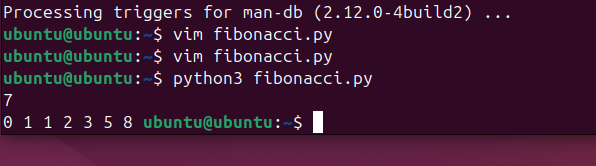 Processing triggers for man-db (2.12.0-4build2) ...
ubuntu@ubuntu:~$ vim fibonacci.py
ubuntu@ubuntu:~$ vim fibonacci.py
ubuntu@ubuntu:~$ python3 fibonacci.py
7
0 1 1 2 3 5 8 ubuntu@ubuntu:~$